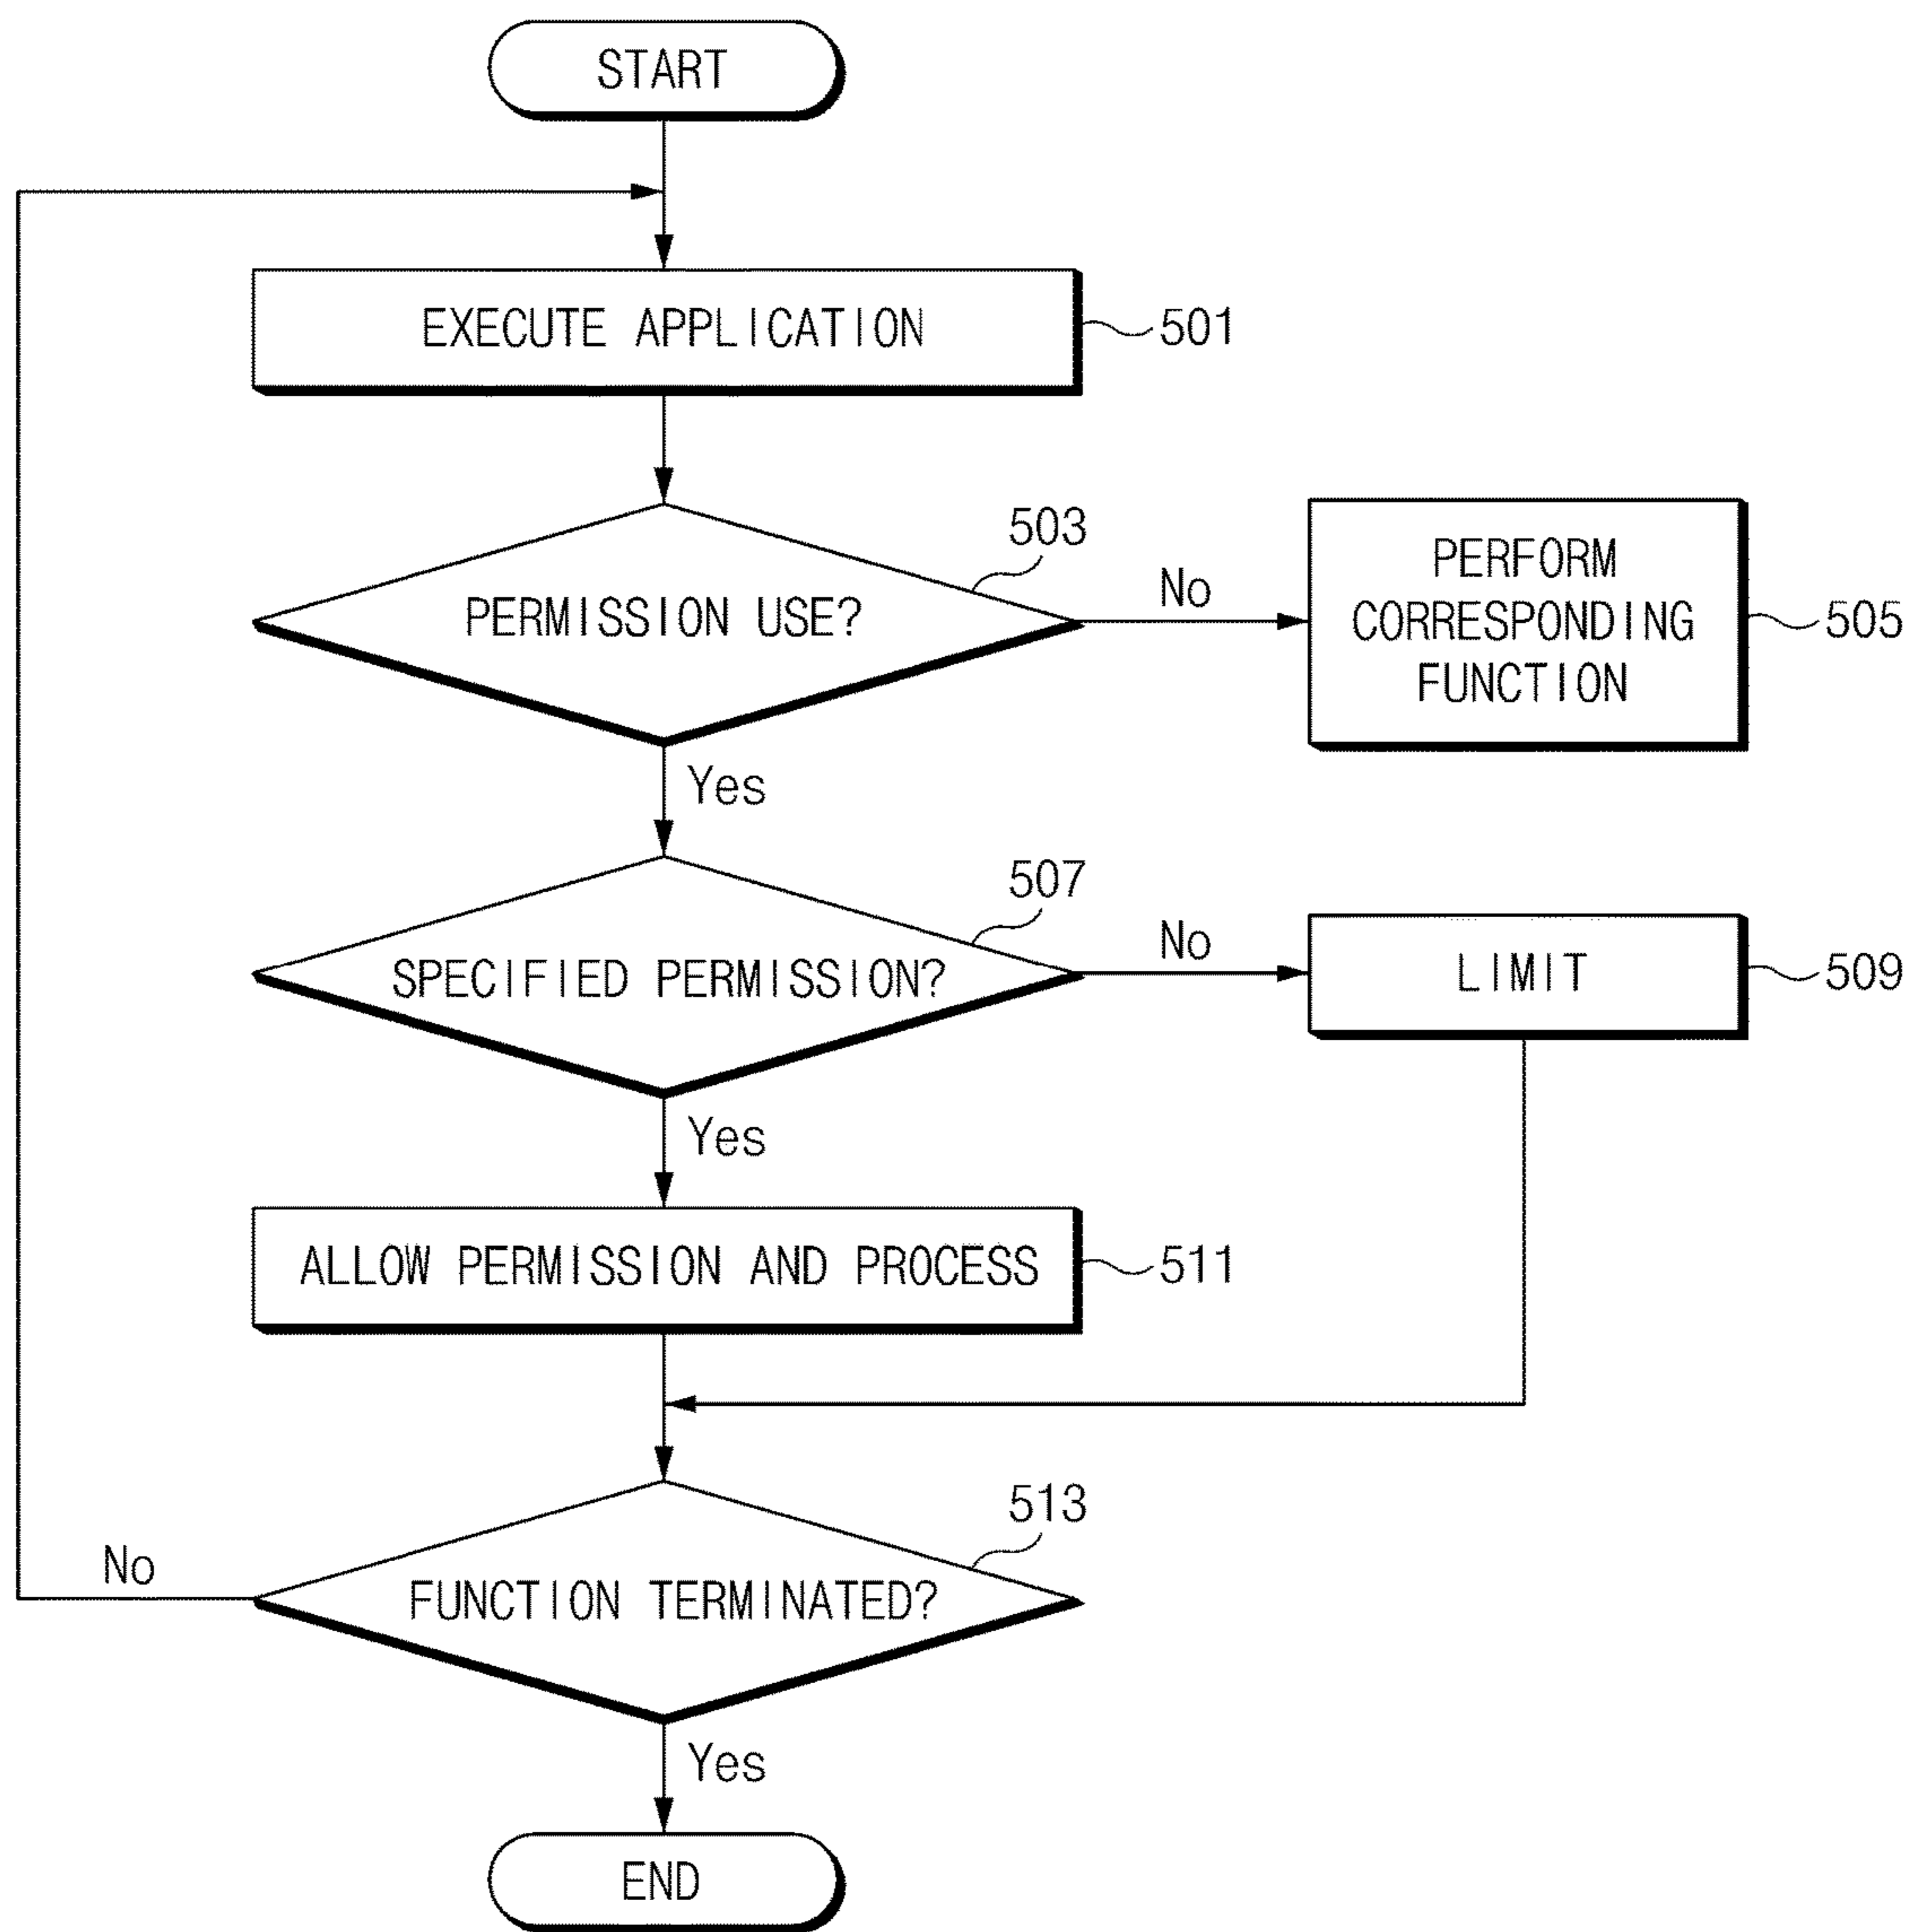 START
EXECUTE APPLICATION
501
503
PERMISSION USE?
No
PERFORM
CORRESPONDING
FUNCTION
505
Yes
507
SPECIFIED PERMISSION?
No
LIMIT
509
Yes
ALLOW PERMISSION AND PROCESS
511
513
FUNCTION TERMINATED?
No
Yes
END